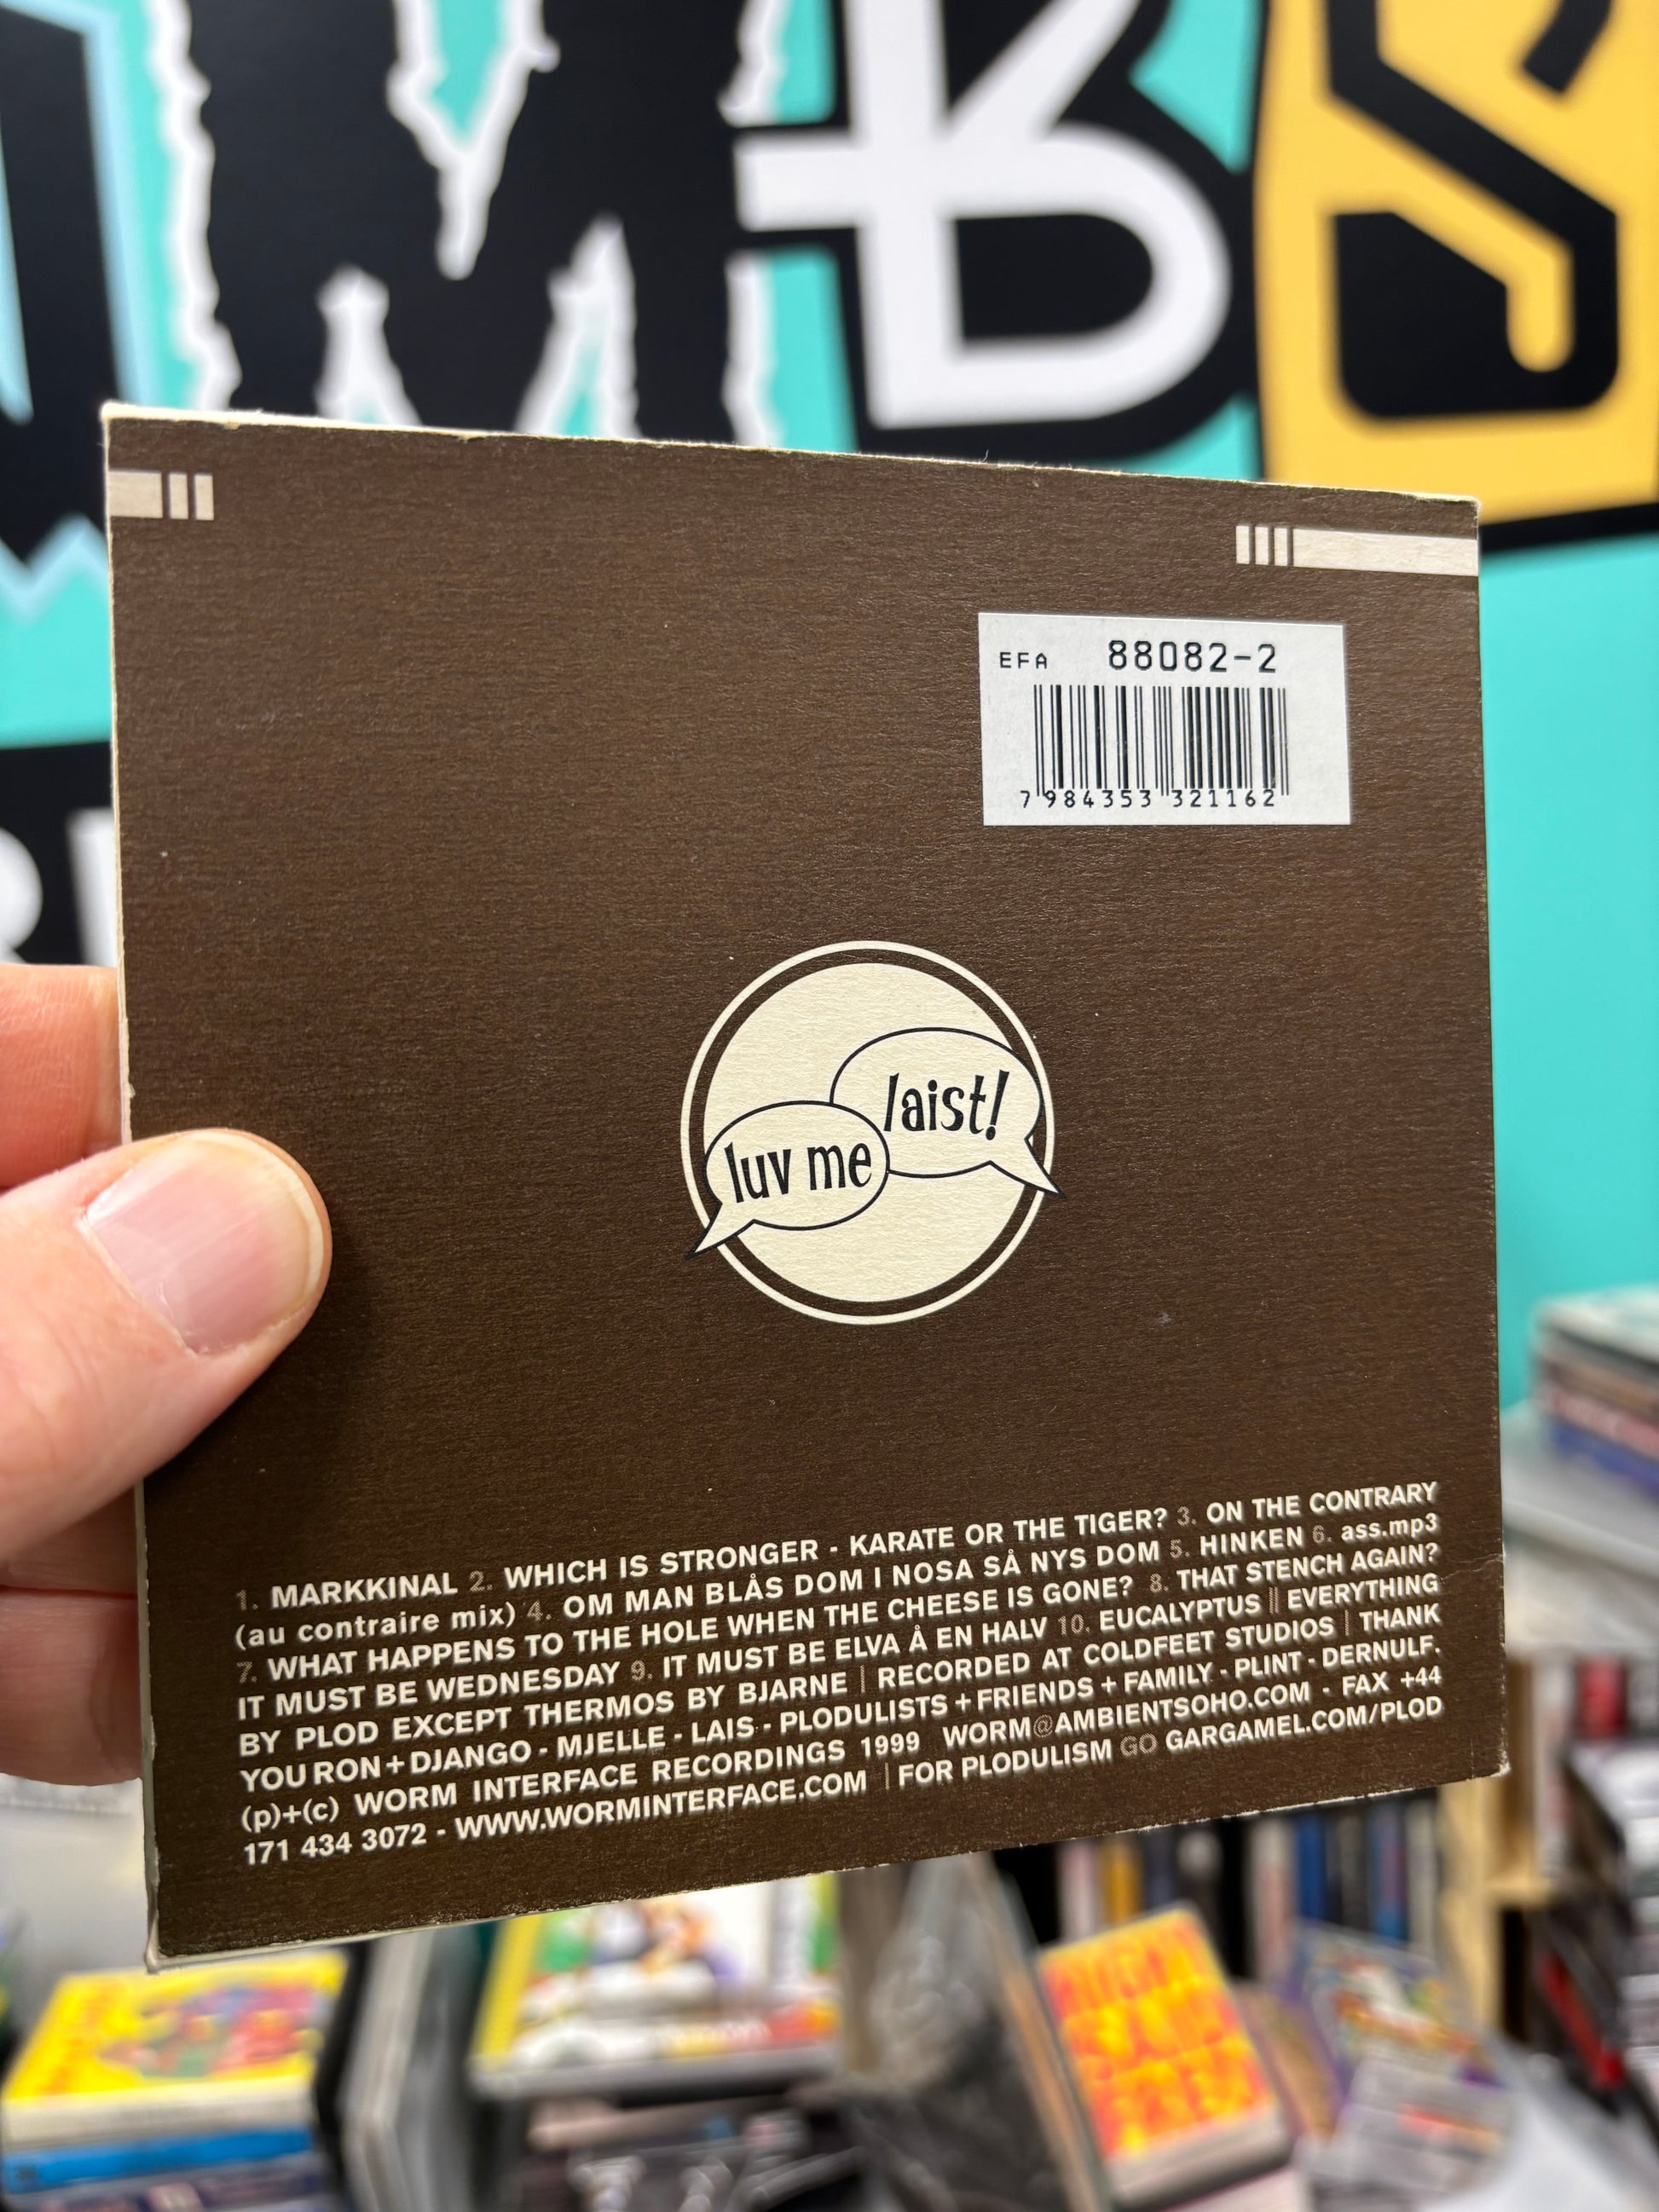 MBS
EFA 88082-2
7 984353 321162
laist!
luv me
1. MARKKINAL 2. WHICH IS STRONGER - KARATE OR THE TIGER? 3. ON THE CONTRARY
(au contraire mix) 4. OM MAN BLÅS DOM I NOSA SÅ NYS DOM 5. HINKEN 6. ass.mp3
7. WHAT HAPPENS TO THE HOLE WHEN THE CHEESE IS GONE? 8. THAT STENCH AGAIN?
IT MUST BE WEDNESDAY 9. IT MUST BE ELVA Å EN HALV 10. EUCALYPTUS || EVERYTHING
BY PLOD EXCEPT THERMOS BY BJARNE | RECORDED AT COLDFEET STUDIOS | THANK
YOU RON+DJANGO - MJELLE - LAIS - PLODULISTS + FRIENDS + FAMILY - PLINT - DERNULF.
(p)+(c) WORM INTERFACE RECORDINGS 1999 WORM@AMBIENTSOHO.COM - FAX +44
171 434 3072 - WWW.WORMINTERFACE.COM | FOR PLODULISM GO GARGAMEL.COM/PLOD